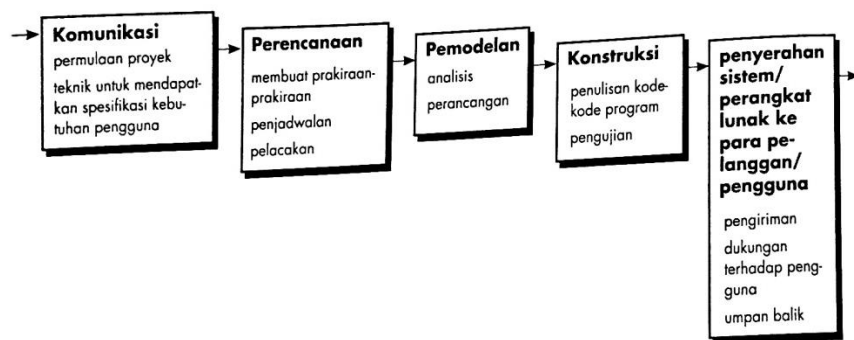 Komunikasi
permulaan proyek
teknik untuk mendapat-
kan spesifikasi kebu-
tuhan pengguna
Perencanaan
membuat prakiraan-
prakiraan
penjadwalan
pelacakan
Pemodelan
analisis
perancangan
Konstruksi
penulisan kode-
kode program
pengujian
penyerahan
sistem/
perangkat
lunak ke
para pe-
langgan/
pengguna
pengiriman
dukungan
terhadap peng-
guna
umpan balik